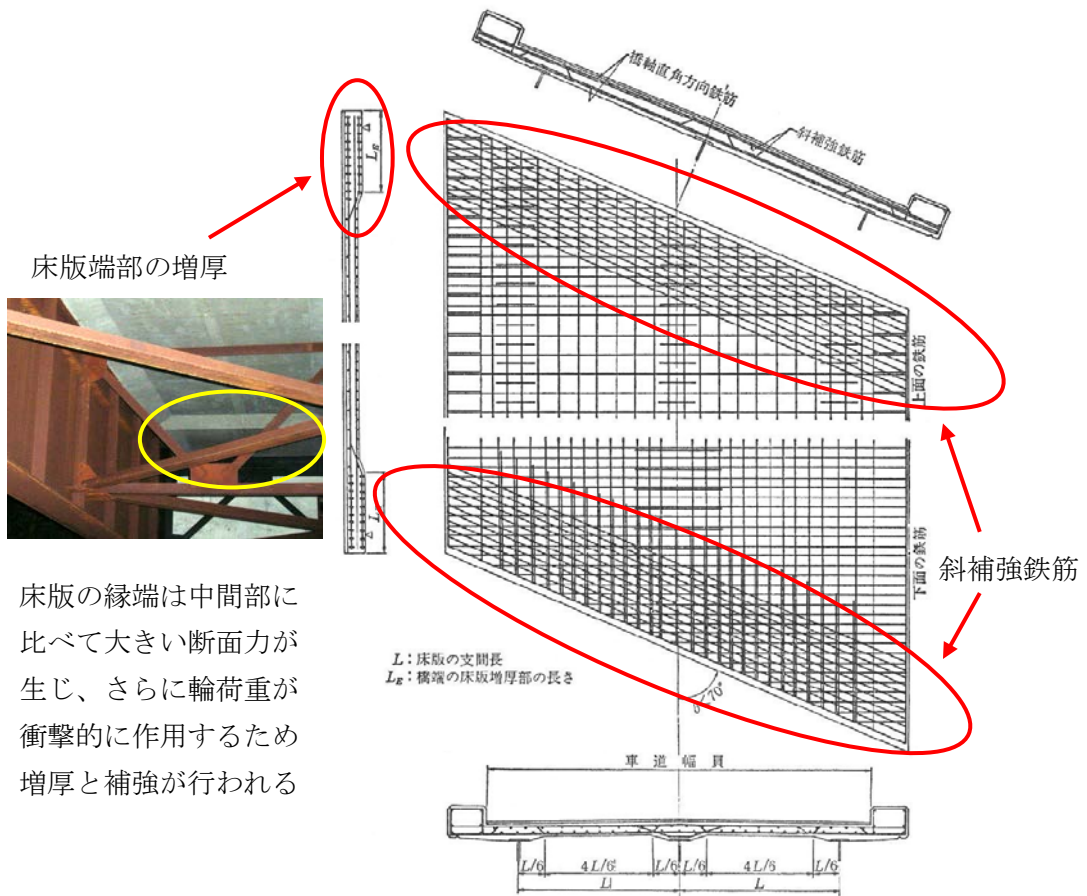 橋軸直角方向鉄筋
斜補強鉄筋
L_E
Δ
床版端部の増厚
上面の鉄筋
下面の鉄筋
斜補強鉄筋
床版の縁端は中間部に
比べて大きい断面力が
生じ、さらに輪荷重が
衝撃的に作用するため
増厚と補強が行われる
L：床版の支間長
L_E：橋端の床版増厚部の長さ
Δ
車道幅員
L/6 4L/6 L/6 L/6 4L/6 L/6
L L